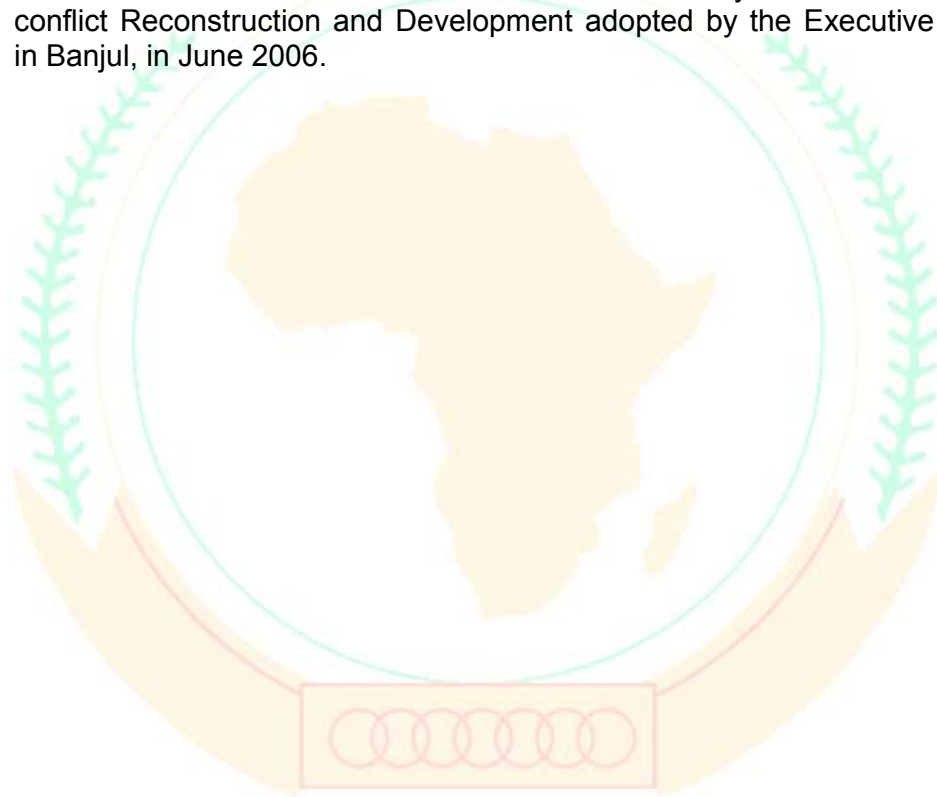 conflict Reconstruction and Development adopted by the Executive
in Banjul, in June 2006.